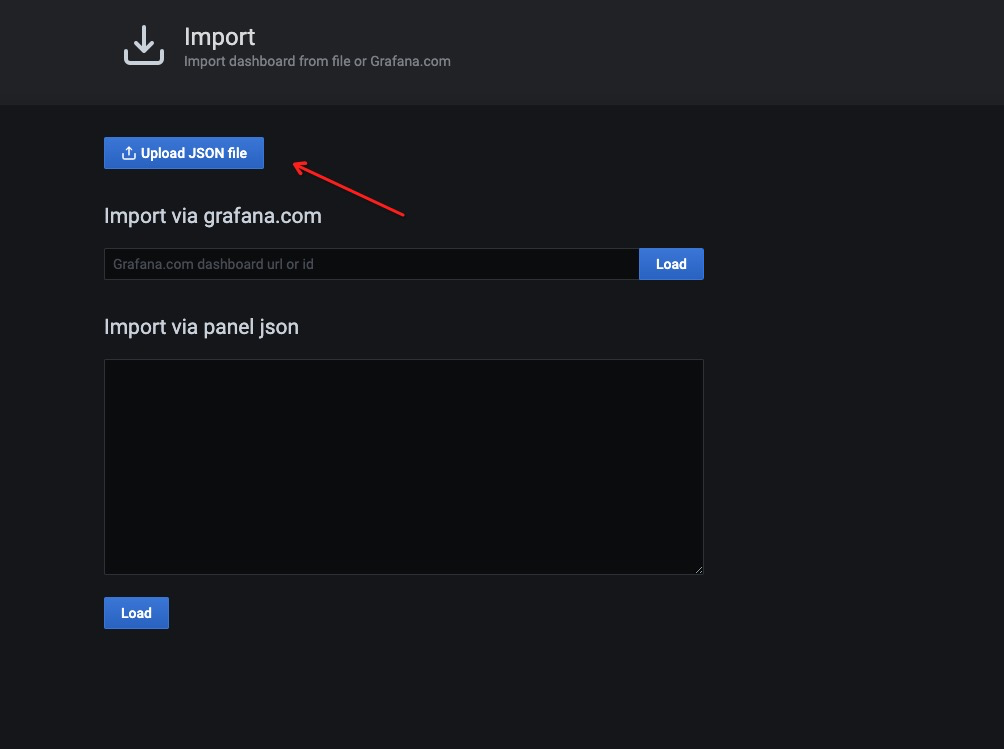 Import
Import dashboard from file or Grafana.com
Upload JSON file
Import via grafana.com
Grafana.com dashboard url or id
Load
Import via panel json
Load